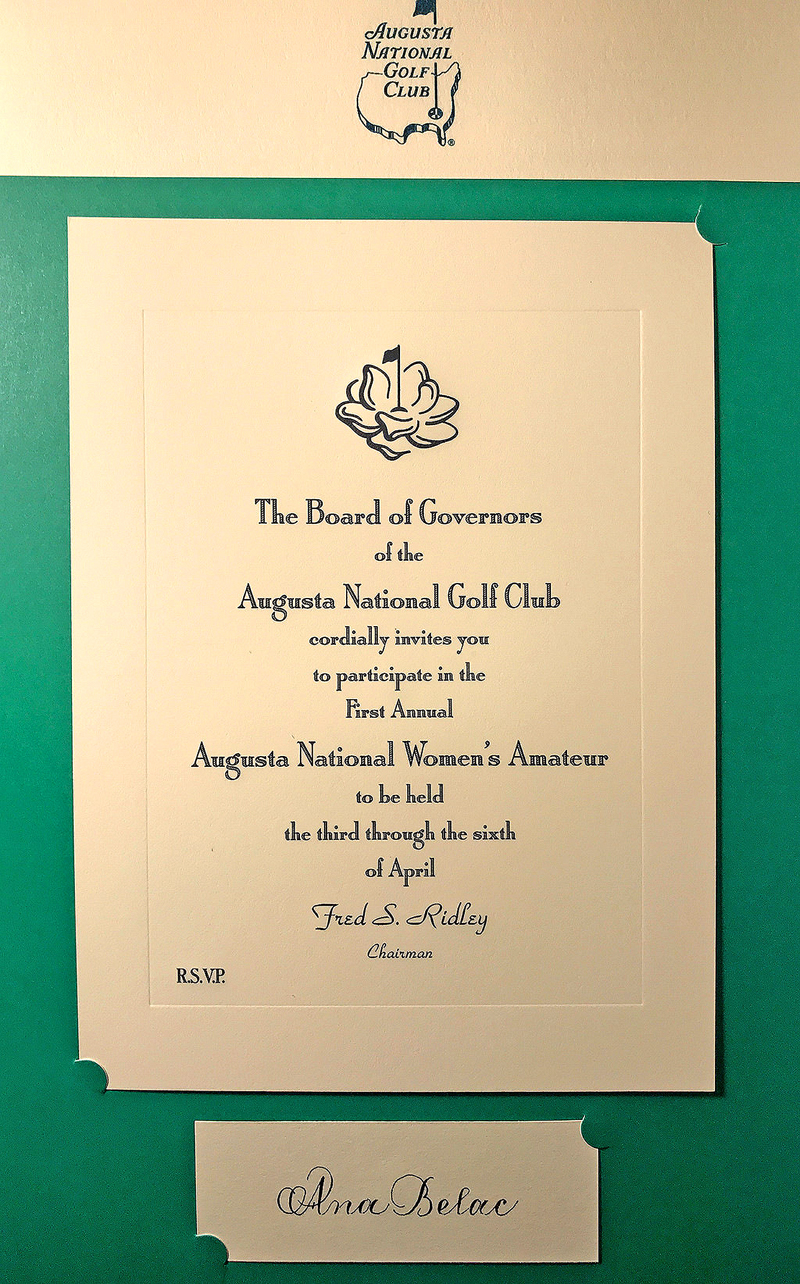 Augusta
National
Golf
Club
®
The Board of Governors
of the
Augusta National Golf Club
cordially invites you
to participate in the
First Annual
Augusta National Women's Amateur
to be held
the third through the sixth
of April
Fred S. Ridley
Chairman
R.S.V.P.
Ana Belac